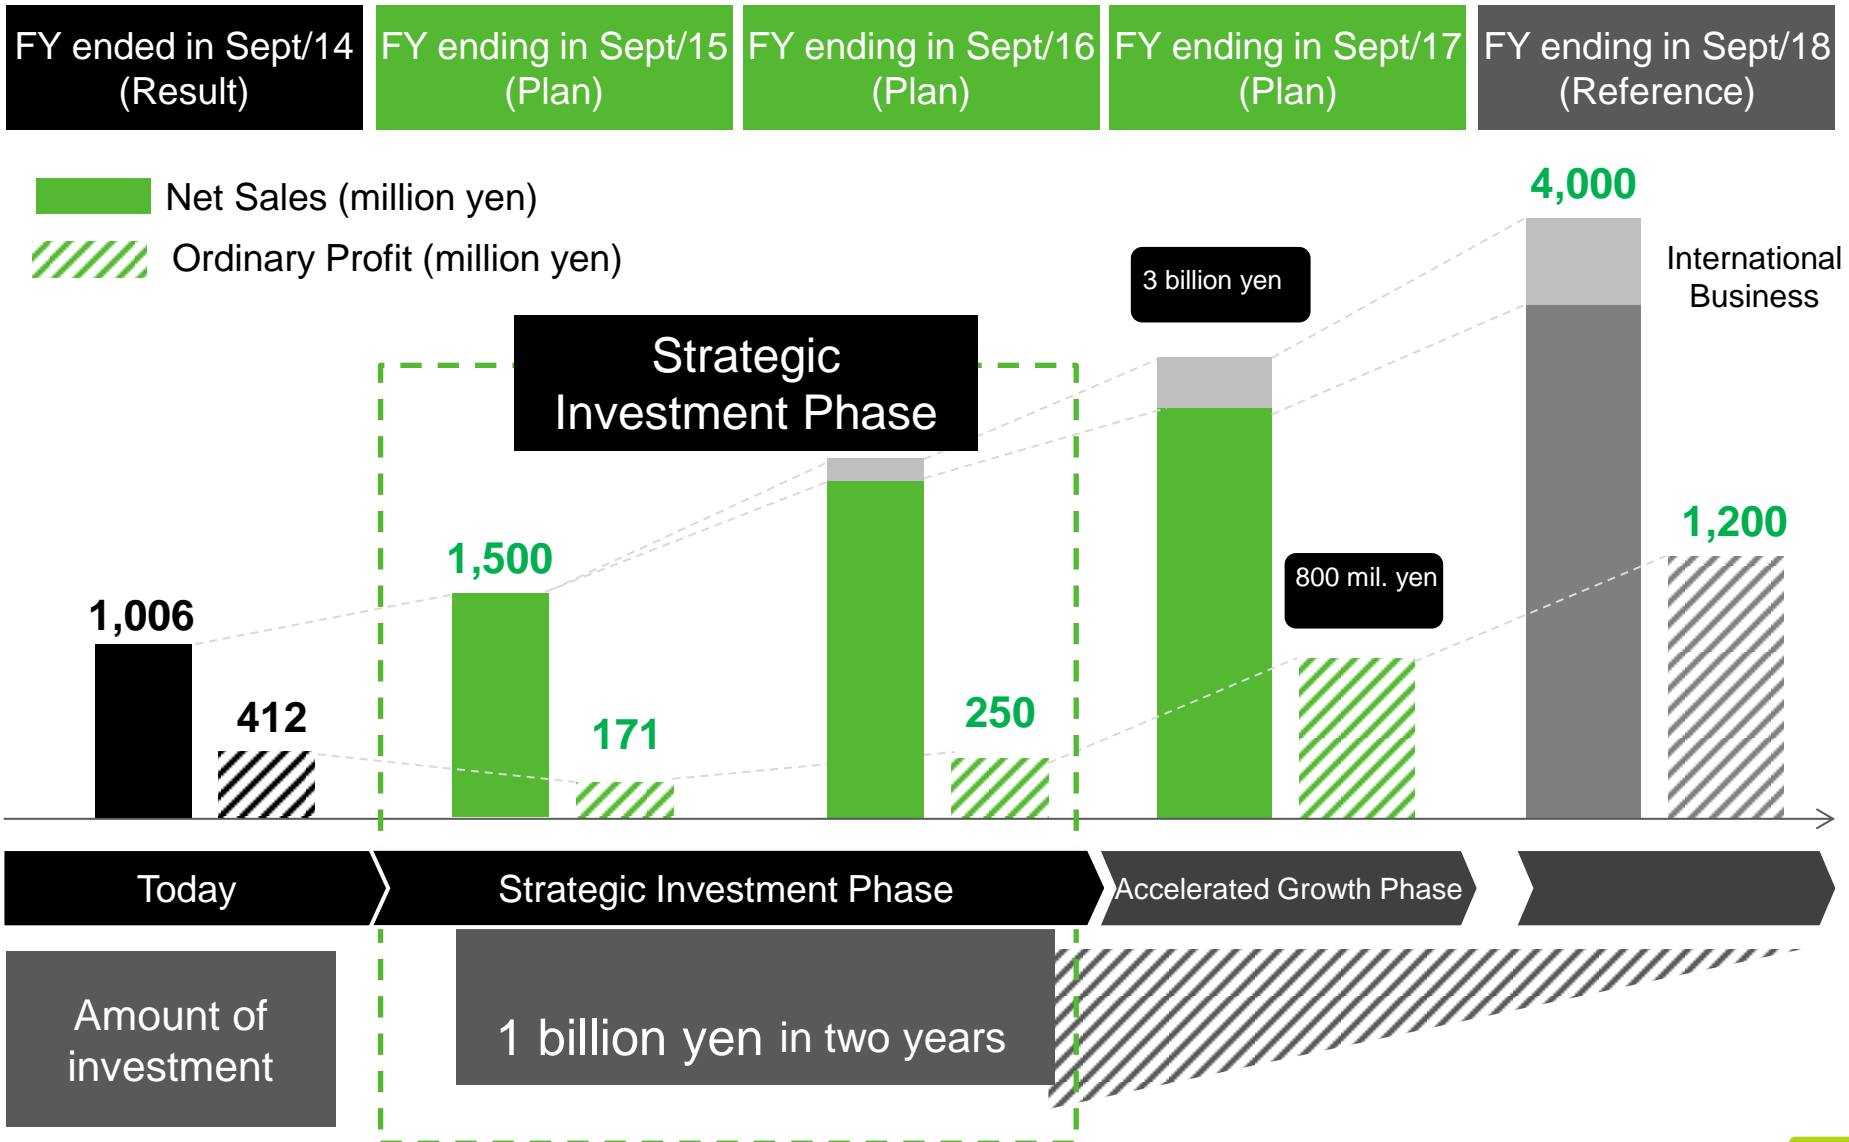 FY ended in Sept/14
(Result)
FY ending in Sept/15
(Plan)
FY ending in Sept/16
(Plan)
FY ending in Sept/17
(Plan)
FY ending in Sept/18
(Reference)
Net Sales (million yen)
Ordinary Profit (million yen)
4,000
International
Business
3 billion yen
Strategic
Investment Phase
1,500
1,200
800 mil. yen
1,006
412
171
250
Today
Strategic Investment Phase
Accelerated Growth Phase
Amount of
investment
1 billion yen in two years